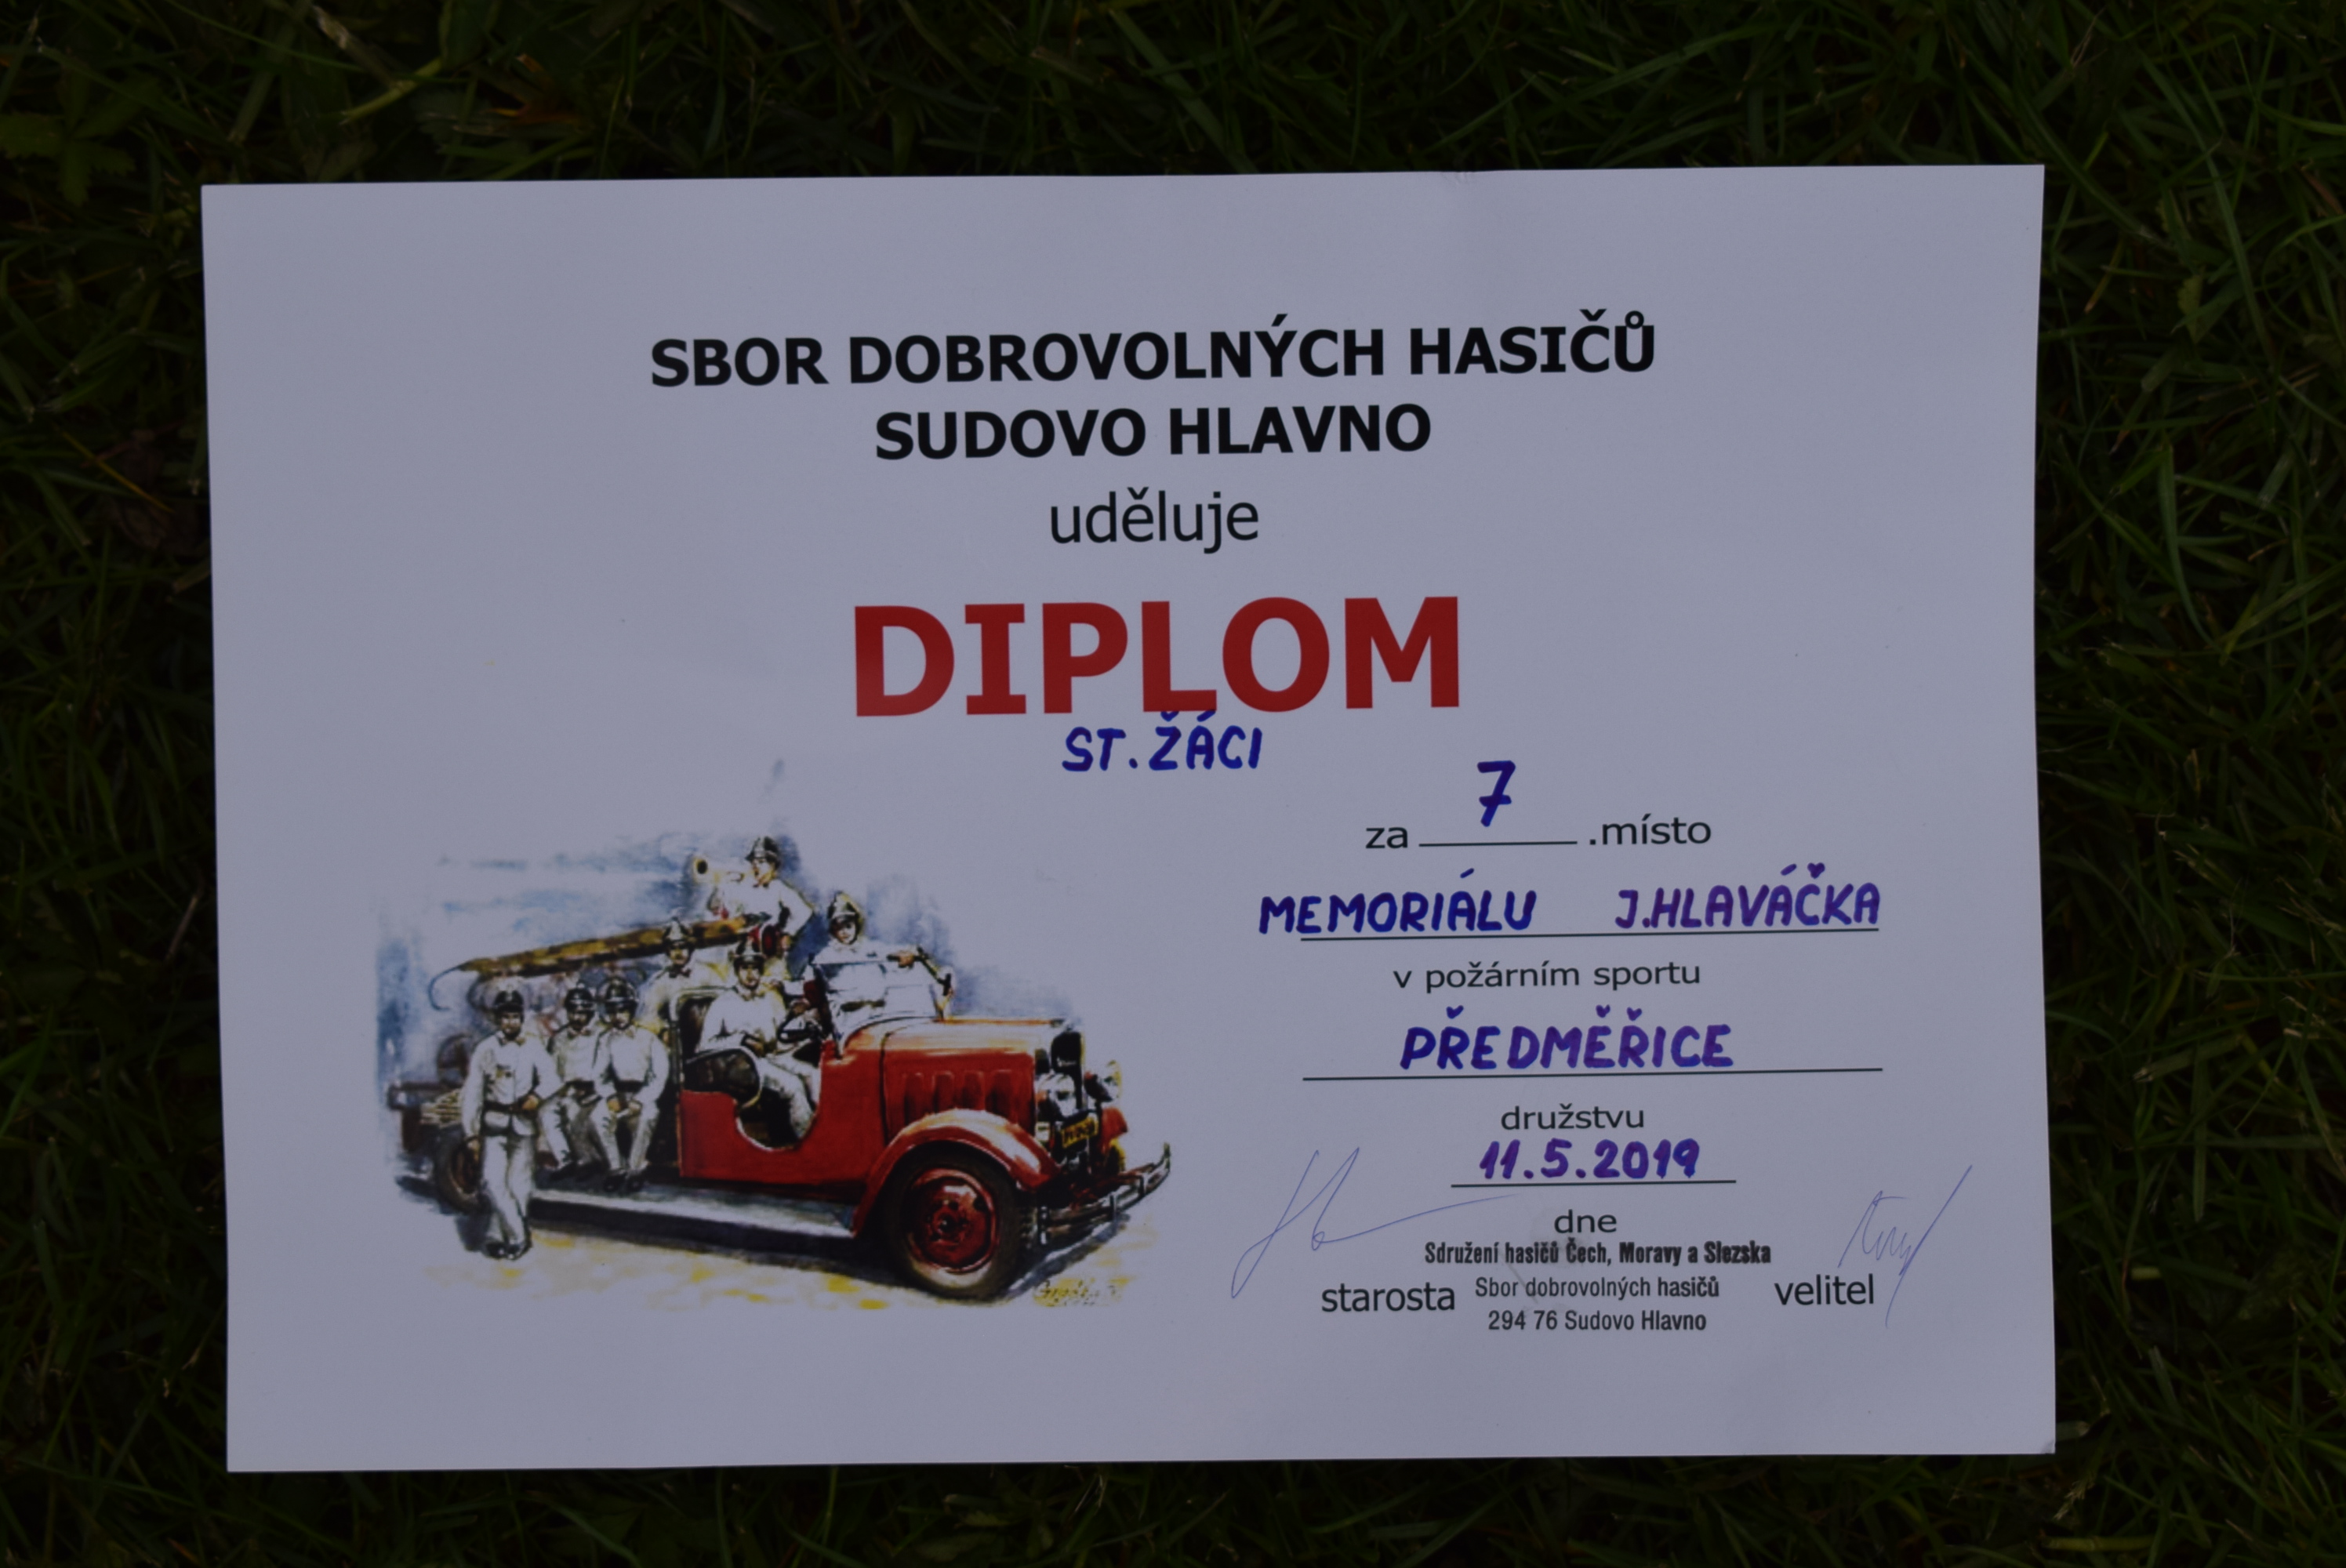 SBOR DOBROVOLNÝCH HASIČŮ
SUDOVO HLAVNO
uděluje
DIPLOM
ST. ŽÁCI
za 7 .místo
MEMORIÁLU J.HLAVÁČKA
v požárním sportu
PŘEDMĚŘICE
družstvu
11.5.2019
dne
Sdružení hasičů Čech, Moravy a Slezska
starosta Sbor dobrovolných hasičů velitel
294 76 Sudovo Hlavno